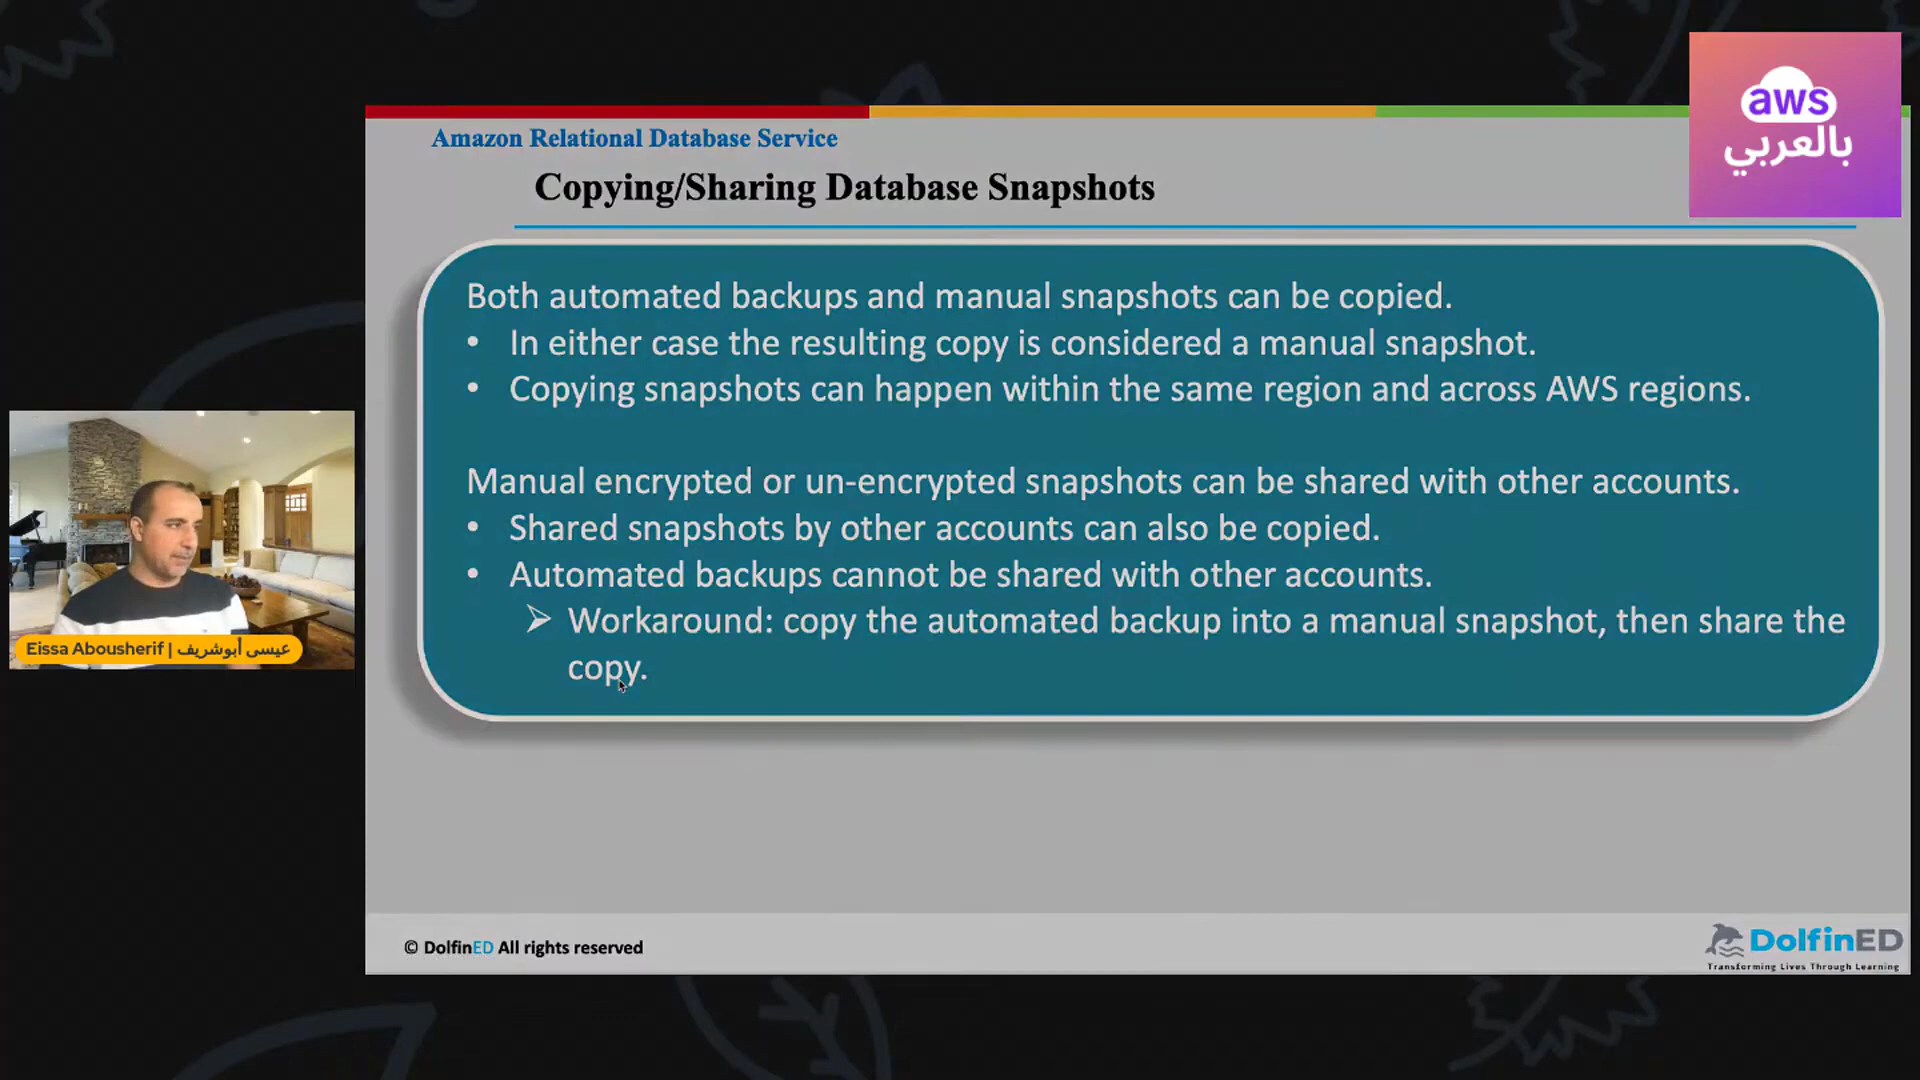 aws
بالعربي
Amazon Relational Database Service
Copying/Sharing Database Snapshots
Both automated backups and manual snapshots can be copied.
• In either case the resulting copy is considered a manual snapshot.
• Copying snapshots can happen within the same region and across AWS regions.
Manual encrypted or un-encrypted snapshots can be shared with other accounts.
• Shared snapshots by other accounts can also be copied.
• Automated backups cannot be shared with other accounts.
➢ Workaround: copy the automated backup into a manual snapshot, then share the
copy.
Eissa Abousherif | عيسى أبوشريف
© DolfinED All rights reserved
DolfinED
Transforming Lives Through Learning